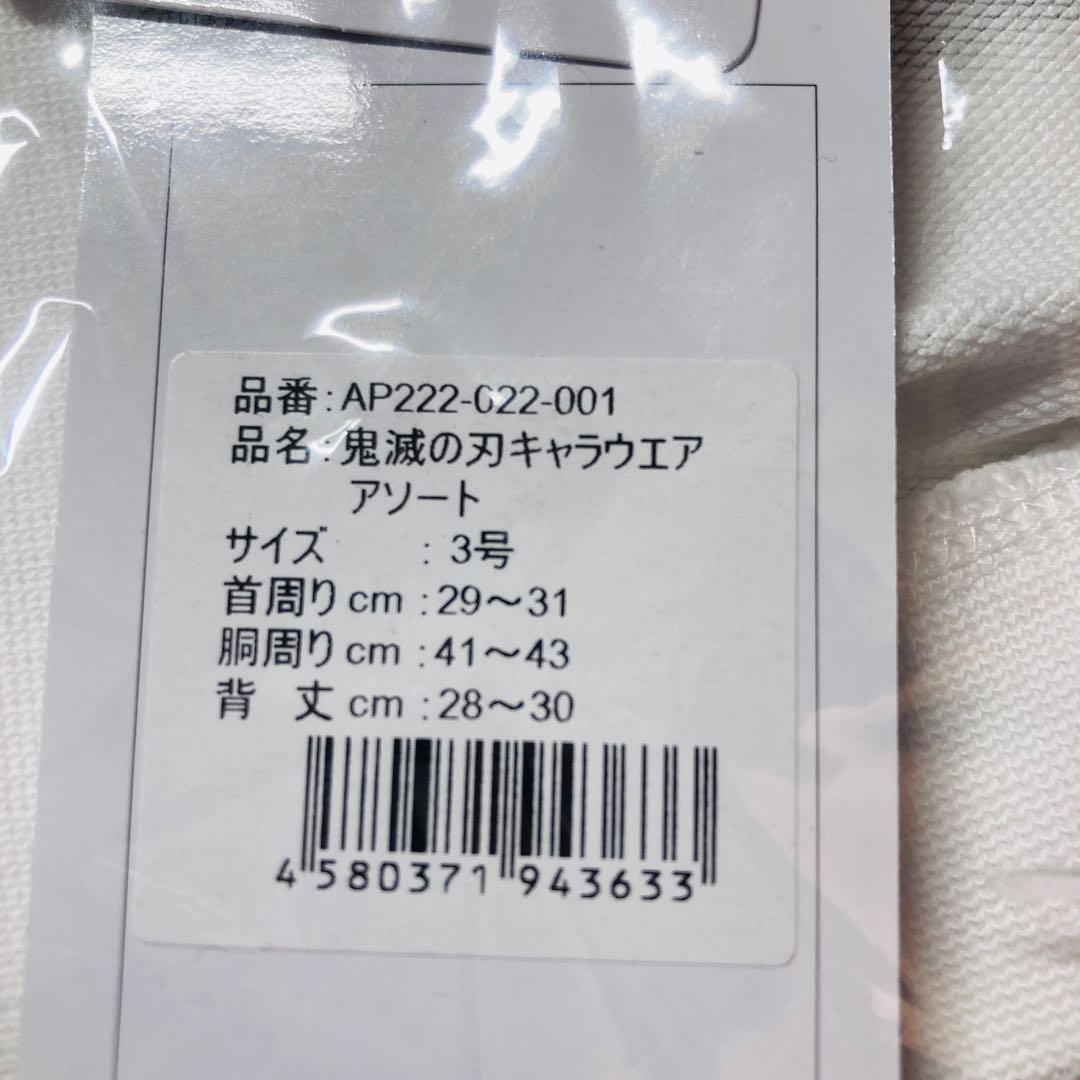 品番:AP222-022-001
品名:鬼滅の刃キャラウエア
アソート
サイズ : 3号
首周りcm:29～31
胴周りcm:41～43
背 丈cm:28～30
4580371943633